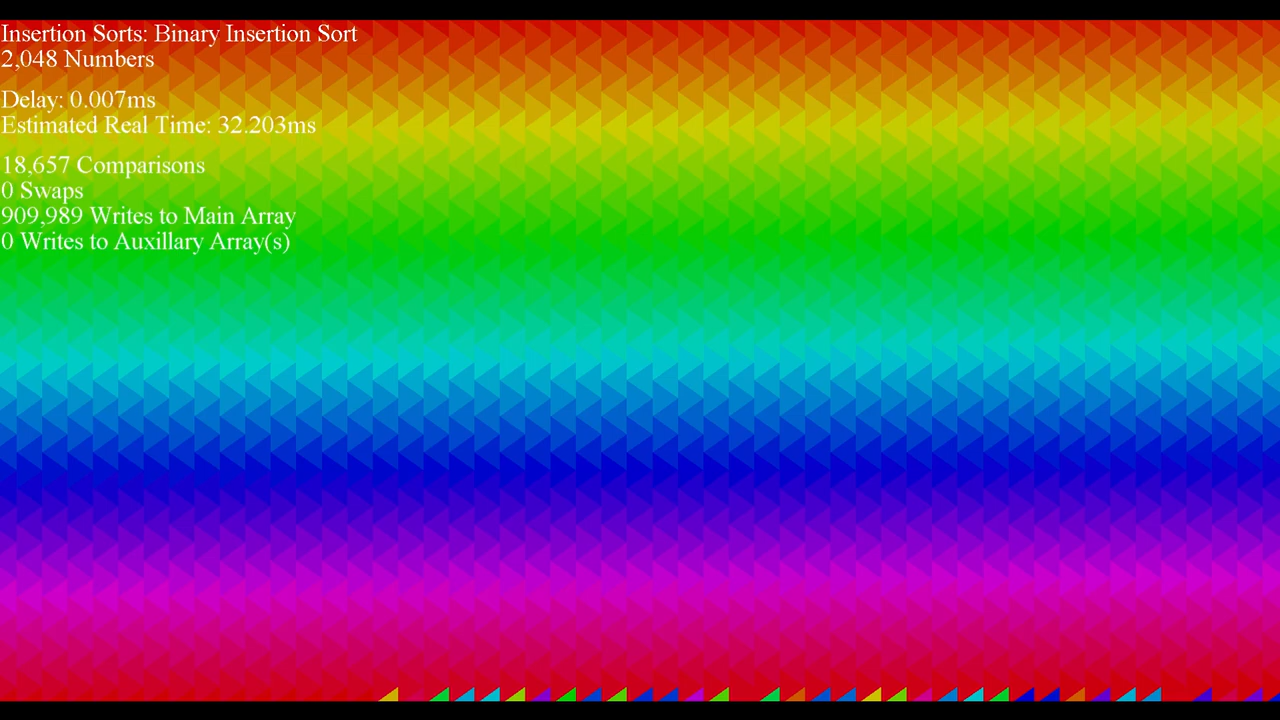 Insertion Sorts: Binary Insertion Sort
2,048 Numbers
Delay: 0.007ms
Estimated Real Time: 32.203ms
18,657 Comparisons
0 Swaps
909,989 Writes to Main Array
0 Writes to Auxillary Array(s)